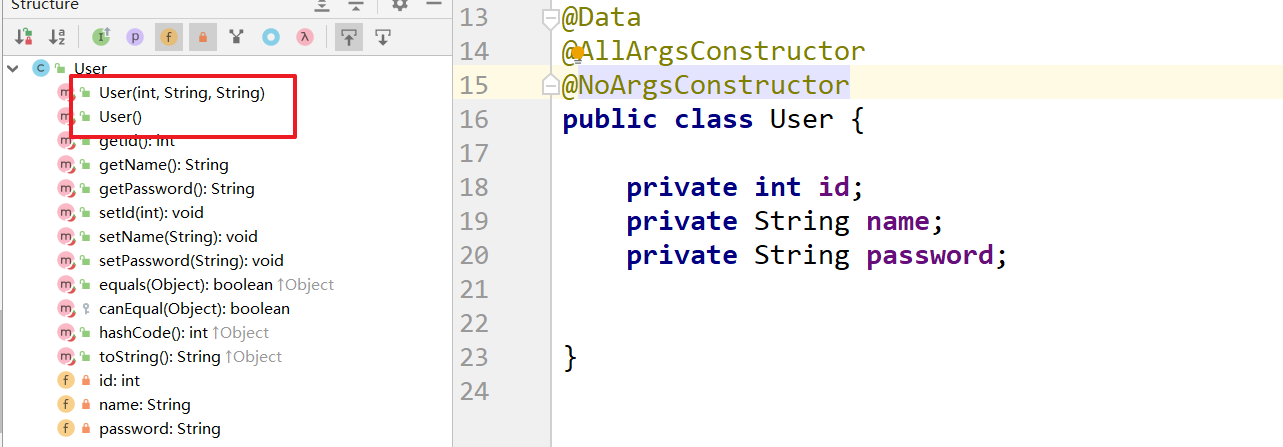 Structure
User
User(int, String, String)
User()
getId(): int
getName(): String
getPassword(): String
setId(int): void
setName(String): void
setPassword(String): void
equals(Object): boolean ↑Object
canEqual(Object): boolean
hashCode(): int ↑Object
toString(): String ↑Object
id: int
name: String
password: String
13 @Data
14 @AllArgsConstructor
15 @NoArgsConstructor
16 public class User {
17
18 private int id;
19 private String name;
20 private String password;
21
22
23 }
24